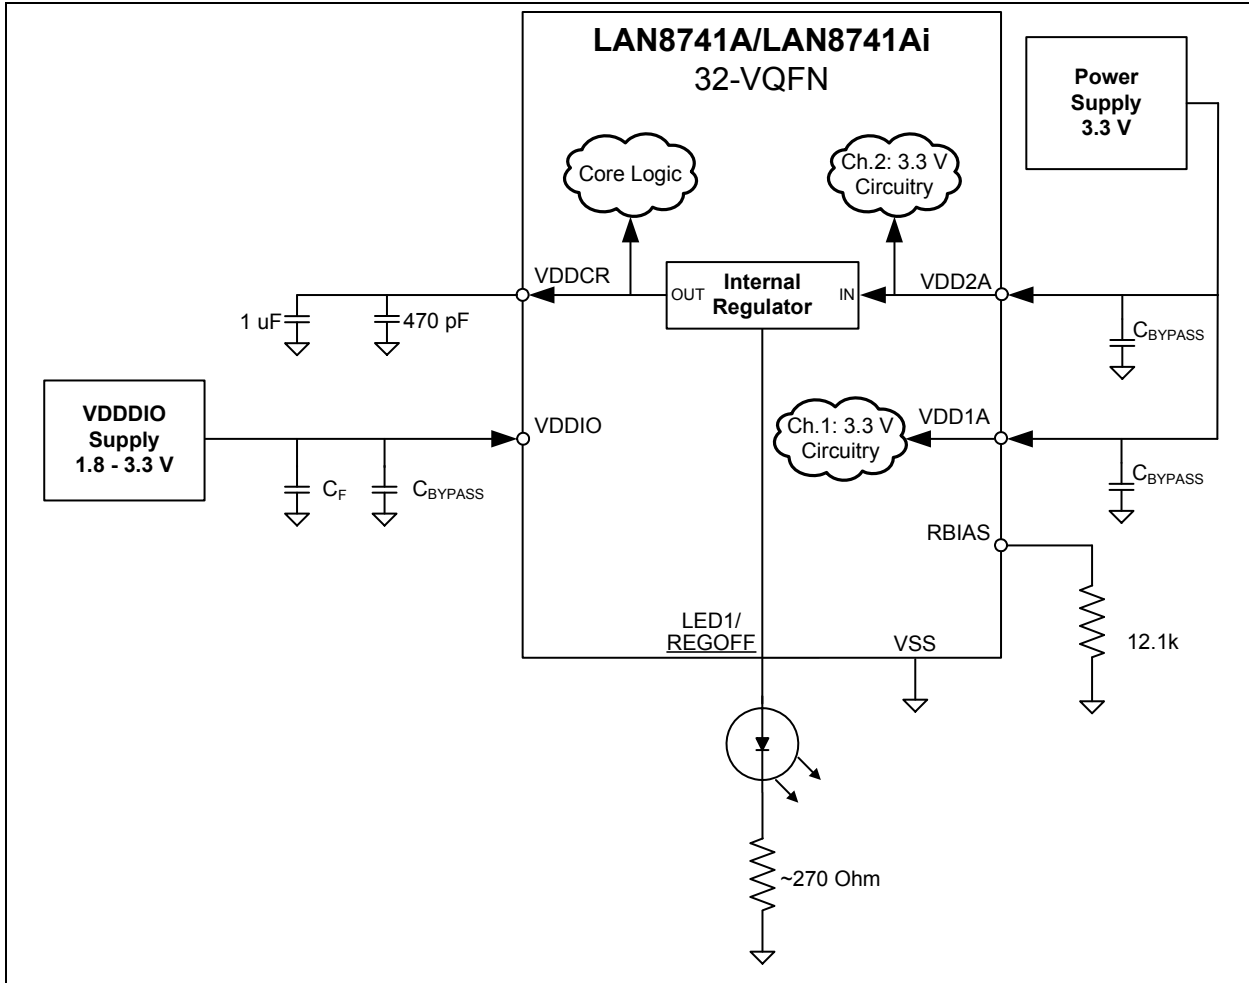 LAN8741A/LAN8741Ai
32-VQFN
Power
Supply
3.3 V
Core Logic
Ch.2: 3.3 V
Circuitry
VDDCR
OUT
Internal
Regulator
IN
VDD2A
1 uF
470 pF
CBYPASS
VDDDIO
Supply
1.8 - 3.3 V
VDDIO
Ch.1: 3.3 V
Circuitry
VDD1A
CF
CBYPASS
CBYPASS
RBIAS
LED1/
REGOFF
VSS
12.1k
~270 Ohm